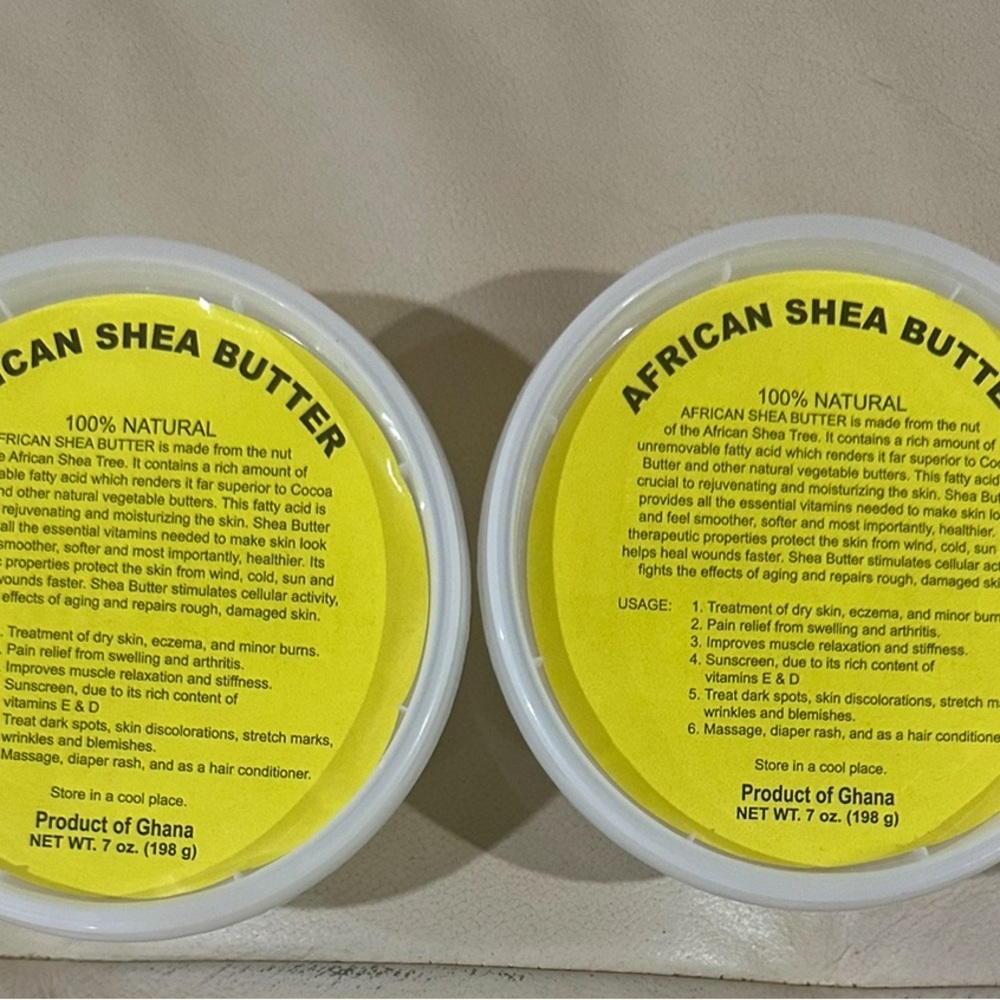 ICAN SHEA BUTTER
100% NATURAL
FRICAN SHEA BUTTER is made from the nut
e African Shea Tree. It contains a rich amount of
able fatty acid which renders it far superior to Cocoa
nd other natural vegetable butters. This fatty acid is
rejuvenating and moisturizing the skin. Shea Butter
all the essential vitamins needed to make skin look
smoother, softer and most importantly, healthier. Its
c properties protect the skin from wind, cold, sun and
wounds faster. Shea Butter stimulates cellular activity,
effects of aging and repairs rough, damaged skin.
. Treatment of dry skin, eczema, and minor burns.
. Pain relief from swelling and arthritis.
. Improves muscle relaxation and stiffness.
Sunscreen, due to its rich content of
vitamins E & D
Treat dark spots, skin discolorations, stretch marks,
wrinkles and blemishes.
Massage, diaper rash, and as a hair conditioner.
Store in a cool place.
Product of Ghana
NET WT. 7 oz. (198 g)
AFRICAN SHEA BUTTE
100% NATURAL
AFRICAN SHEA BUTTER is made from the nut
of the African Shea Tree. It contains a rich amount of
unremovable fatty acid which renders it far superior to Coc
Butter and other natural vegetable butters. This fatty acid
crucial to rejuvenating and moisturizing the skin. Shea But
provides all the essential vitamins needed to make skin lo
and feel smoother, softer and most importantly, healthier.
therapeutic properties protect the skin from wind, cold, sun
helps heal wounds faster. Shea Butter stimulates cellular act
fights the effects of aging and repairs rough, damaged ski
USAGE: 1. Treatment of dry skin, eczema, and minor burn
2. Pain relief from swelling and arthritis.
3. Improves muscle relaxation and stiffness.
4. Sunscreen, due to its rich content of
vitamins E & D
5. Treat dark spots, skin discolorations, stretch m
wrinkles and blemishes.
6. Massage, diaper rash, and as a hair conditione
Store in a cool place.
Product of Ghana
NET WT. 7 oz. (198 g)